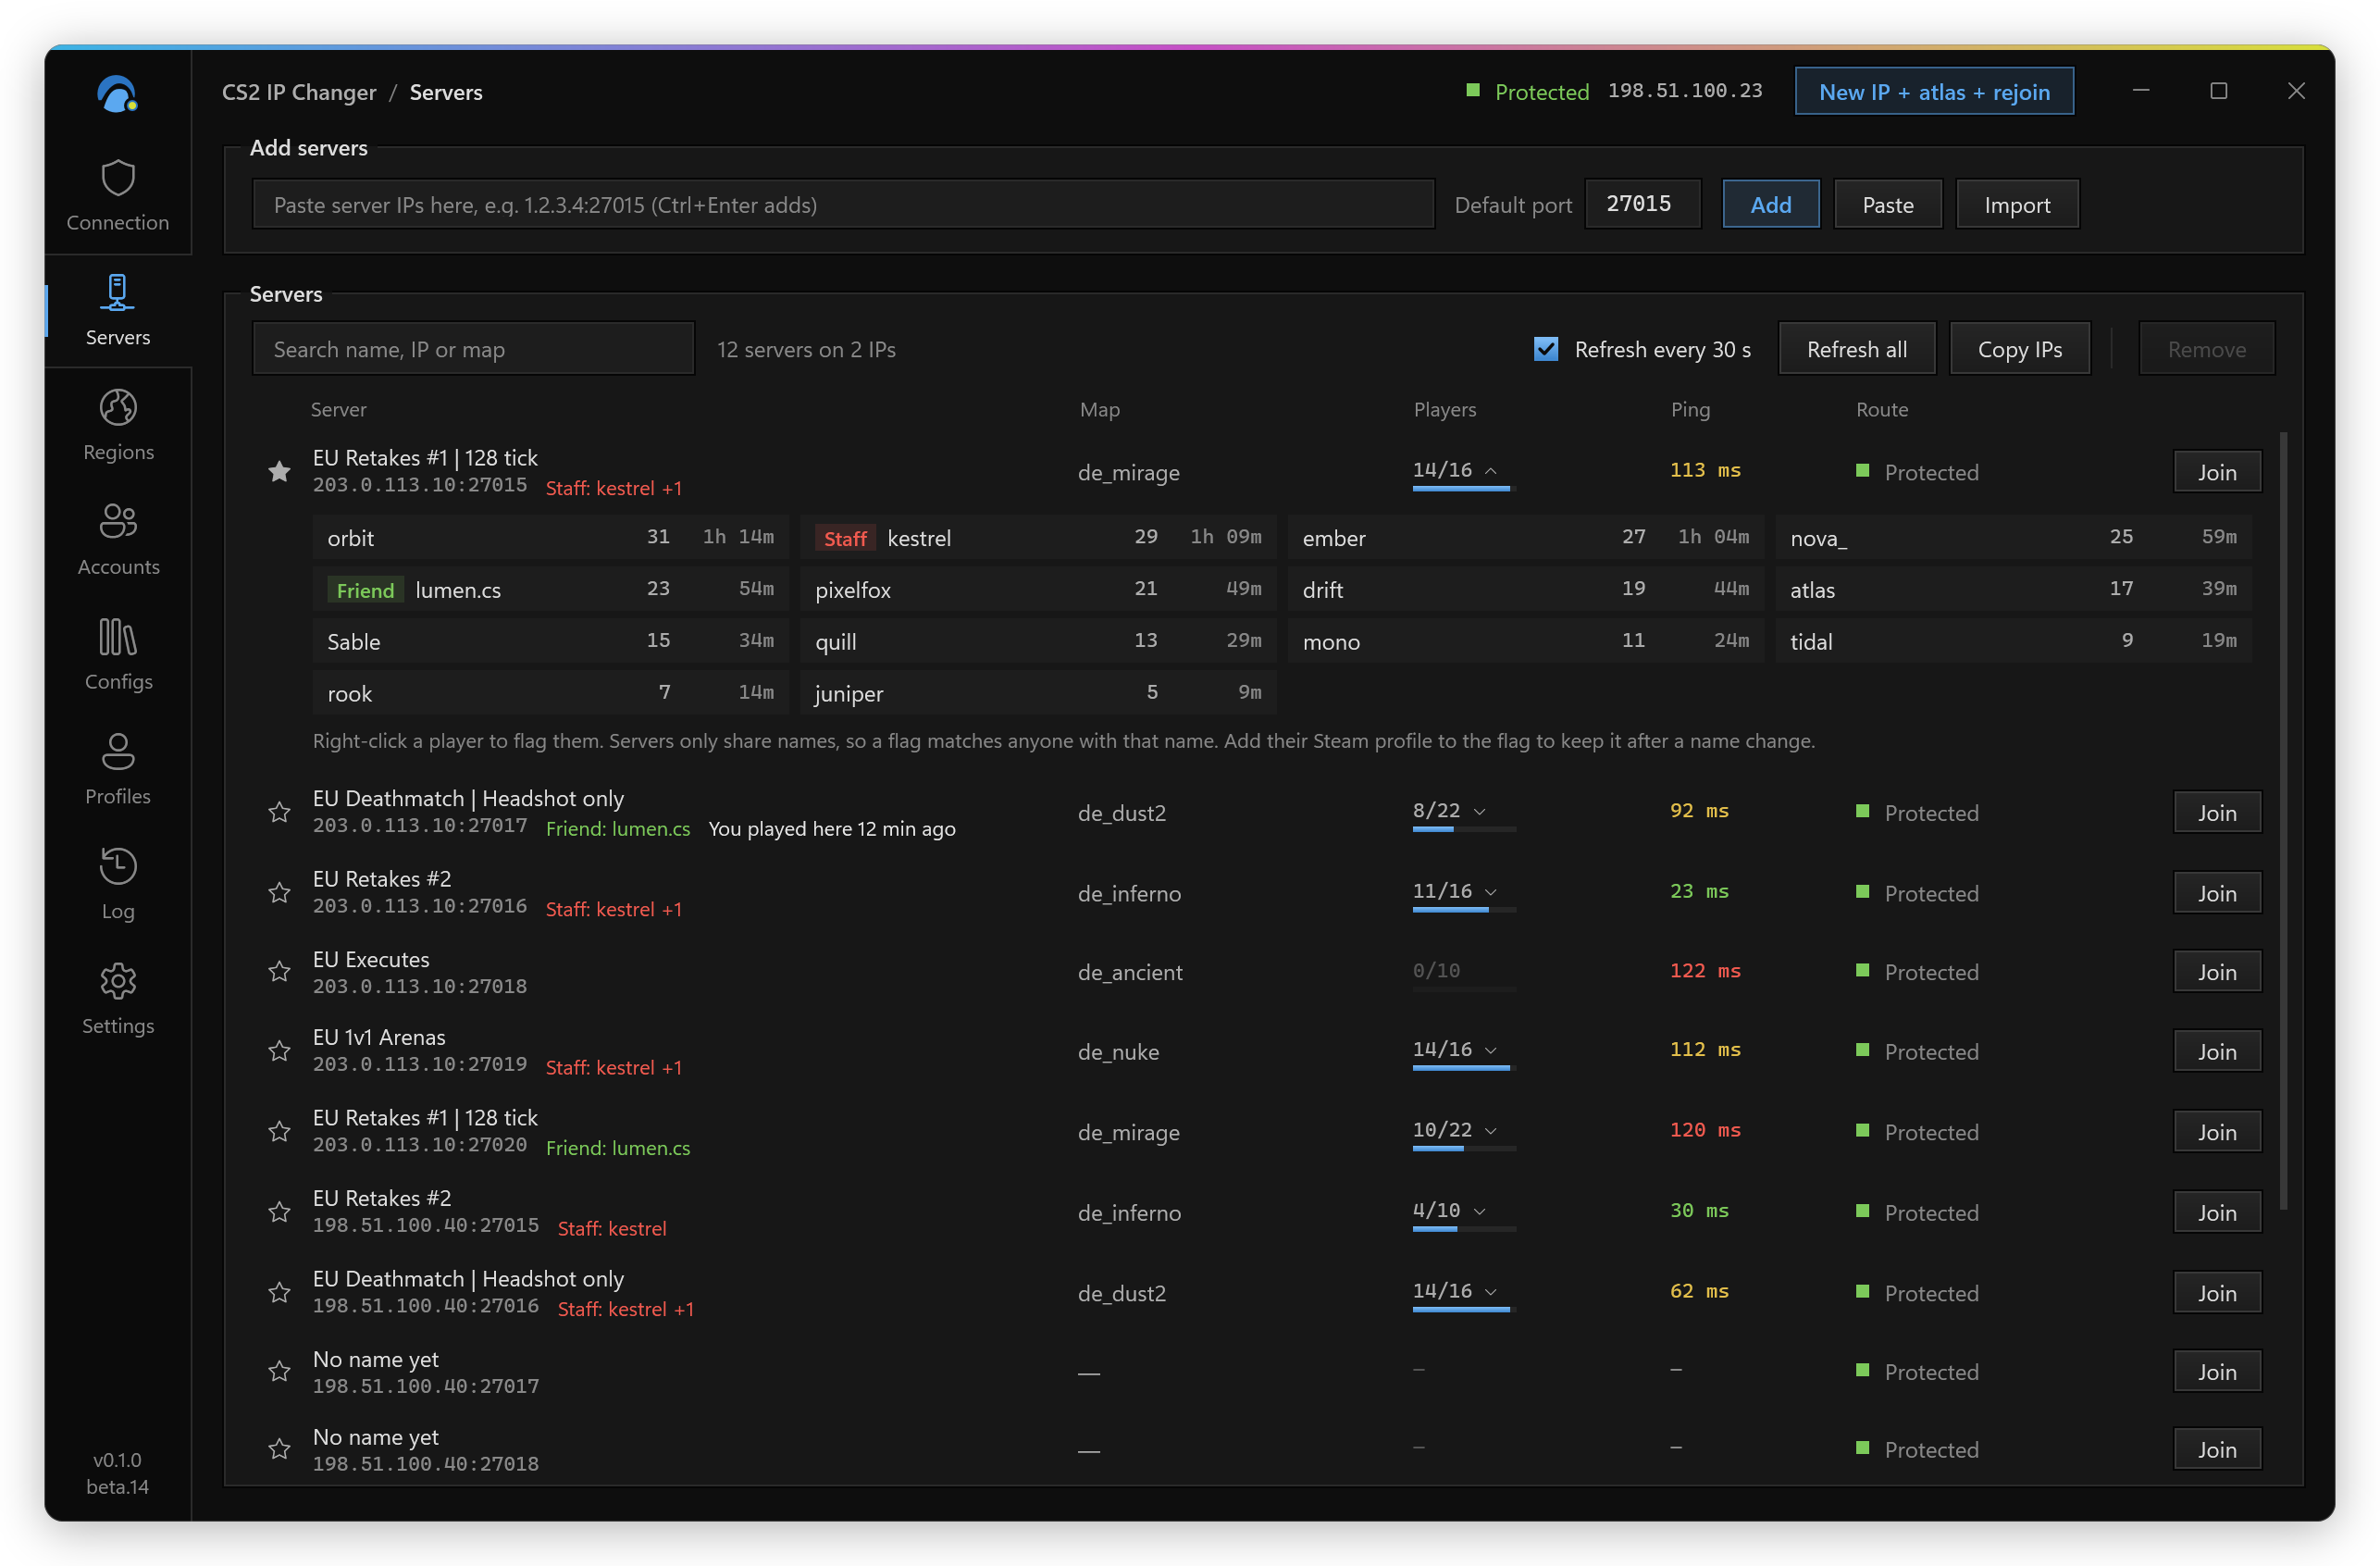 CS2 IP Changer / Servers
Protected 198.51.100.23 New IP + atlas + rejoin
Connection
Servers
Regions
Accounts
Configs
Profiles
Log
Settings
v0.1.0
beta.14
Add servers
Paste server IPs here, e.g. 1.2.3.4:27015 (Ctrl+Enter adds) Default port 27015 Add Paste Import
Servers
Search name, IP or map 12 servers on 2 IPs Refresh every 30 s Refresh all Copy IPs Remove
Server Map Players Ping Route
EU Retakes #1 | 128 tick
203.0.113.10:27015 Staff: kestrel +1 de_mirage 14/16 113 ms Protected Join
orbit 31 1h 14m Staff kestrel 29 1h 09m ember 27 1h 04m nova_ 25 59m
Friend lumen.cs 23 54m pixelfox 21 49m drift 19 44m atlas 17 39m
Sable 15 34m quill 13 29m mono 11 24m tidal 9 19m
rook 7 14m juniper 5 9m
Right-click a player to flag them. Servers only share names, so a flag matches anyone with that name. Add their Steam profile to the flag to keep it after a name change.
EU Deathmatch | Headshot only
203.0.113.10:27017 Friend: lumen.cs You played here 12 min ago de_dust2 8/22 92 ms Protected Join
EU Retakes #2
203.0.113.10:27016 Staff: kestrel +1 de_inferno 11/16 23 ms Protected Join
EU Executes
203.0.113.10:27018 de_ancient 0/10 122 ms Protected Join
EU 1v1 Arenas
203.0.113.10:27019 Staff: kestrel +1 de_nuke 14/16 112 ms Protected Join
EU Retakes #1 | 128 tick
203.0.113.10:27020 Friend: lumen.cs de_mirage 10/22 120 ms Protected Join
EU Retakes #2
198.51.100.40:27015 Staff: kestrel de_inferno 4/10 30 ms Protected Join
EU Deathmatch | Headshot only
198.51.100.40:27016 Staff: kestrel +1 de_dust2 14/16 62 ms Protected Join
No name yet
198.51.100.40:27017 — – – Protected Join
No name yet
198.51.100.40:27018 — – – Protected Join